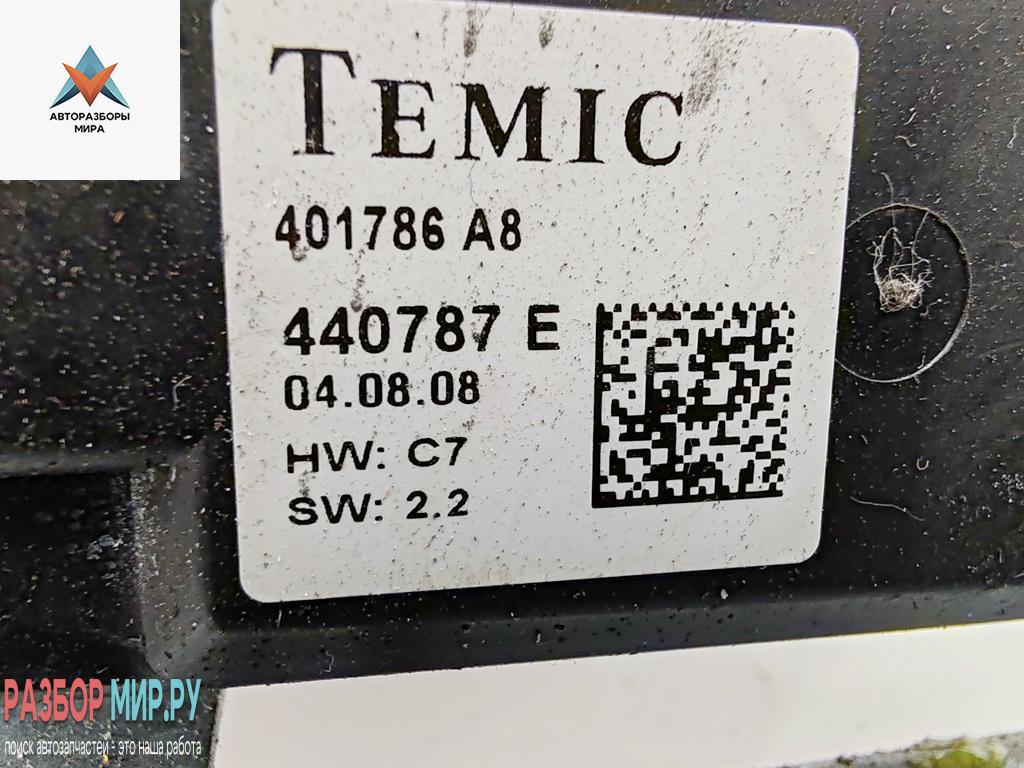 АВТОРАЗБОРЫ
МИРА
TEMIC
401786 A8
440787 E
04.08.08
HW: C7
SW: 2.2
РАЗБОР МИР.РУ
поиск автозапчастей - это наша работа